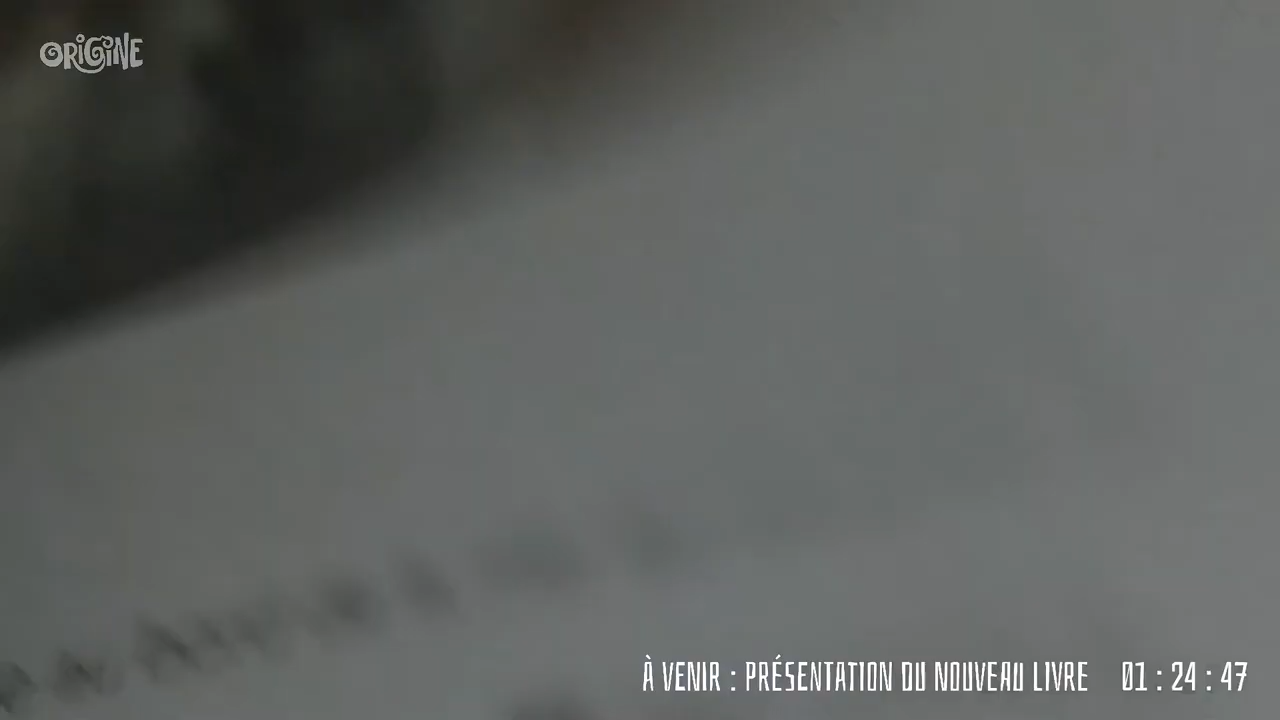 ORIGINE
À VENIR : PRÉSENTATION DU NOUVEAU LIVRE 01 : 24 : 47